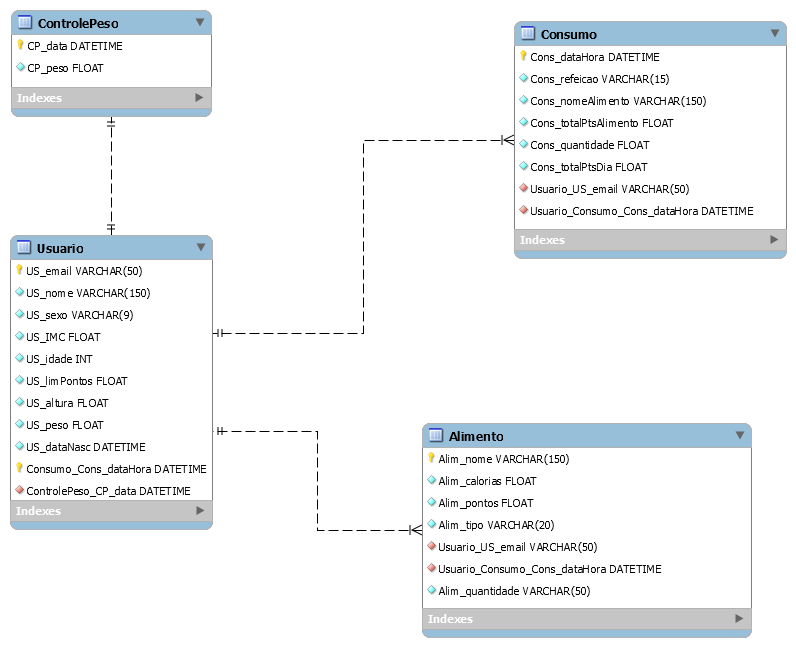 ControlePeso
CP_data DATETIME
CP_peso FLOAT
Indexes
Consumo
Cons_dataHora DATETIME
Cons_refeicao VARCHAR(15)
Cons_nomeAlimento VARCHAR(150)
Cons_totalPtsAlimento FLOAT
Cons_quantidade FLOAT
Cons_totalPtsDia FLOAT
Usuario_US_email VARCHAR(50)
Usuario_Consumo_Cons_dataHora DATETIME
Indexes
Usuario
US_email VARCHAR(50)
US_nome VARCHAR(150)
US_sexo VARCHAR(9)
US_IMC FLOAT
US_idade INT
US_limPontos FLOAT
US_altura FLOAT
US_peso FLOAT
US_dataNasc DATETIME
Consumo_Cons_dataHora DATETIME
ControlePeso_CP_data DATETIME
Indexes
Alimento
Alim_nome VARCHAR(150)
Alim_calorias FLOAT
Alim_pontos FLOAT
Alim_tipo VARCHAR(20)
Usuario_US_email VARCHAR(50)
Usuario_Consumo_Cons_dataHora DATETIME
Alim_quantidade VARCHAR(50)
Indexes